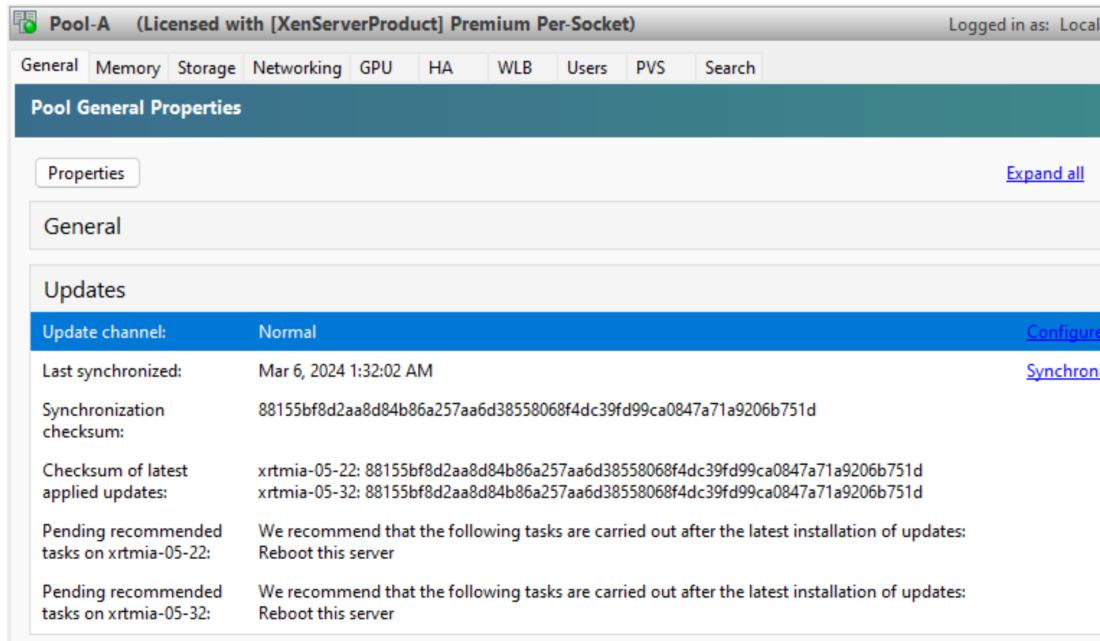 Pool-A (Licensed with [XenServerProduct] Premium Per-Socket) Logged in as: Local
General Memory Storage Networking GPU HA WLB Users PVS Search
Pool General Properties
Properties Expand all
General
Updates
Update channel: Normal Configure
Last synchronized: Mar 6, 2024 1:32:02 AM Synchroni
Synchronization checksum: 88155bf8d2aa8d84b86a257aa6d38558068f4dc39fd99ca0847a71a9206b751d
Checksum of latest xrtmia-05-22: 88155bf8d2aa8d84b86a257aa6d38558068f4dc39fd99ca0847a71a9206b751d
applied updates: xrtmia-05-32: 88155bf8d2aa8d84b86a257aa6d38558068f4dc39fd99ca0847a71a9206b751d
Pending recommended We recommend that the following tasks are carried out after the latest installation of updates:
tasks on xrtmia-05-22: Reboot this server
Pending recommended We recommend that the following tasks are carried out after the latest installation of updates:
tasks on xrtmia-05-32: Reboot this server